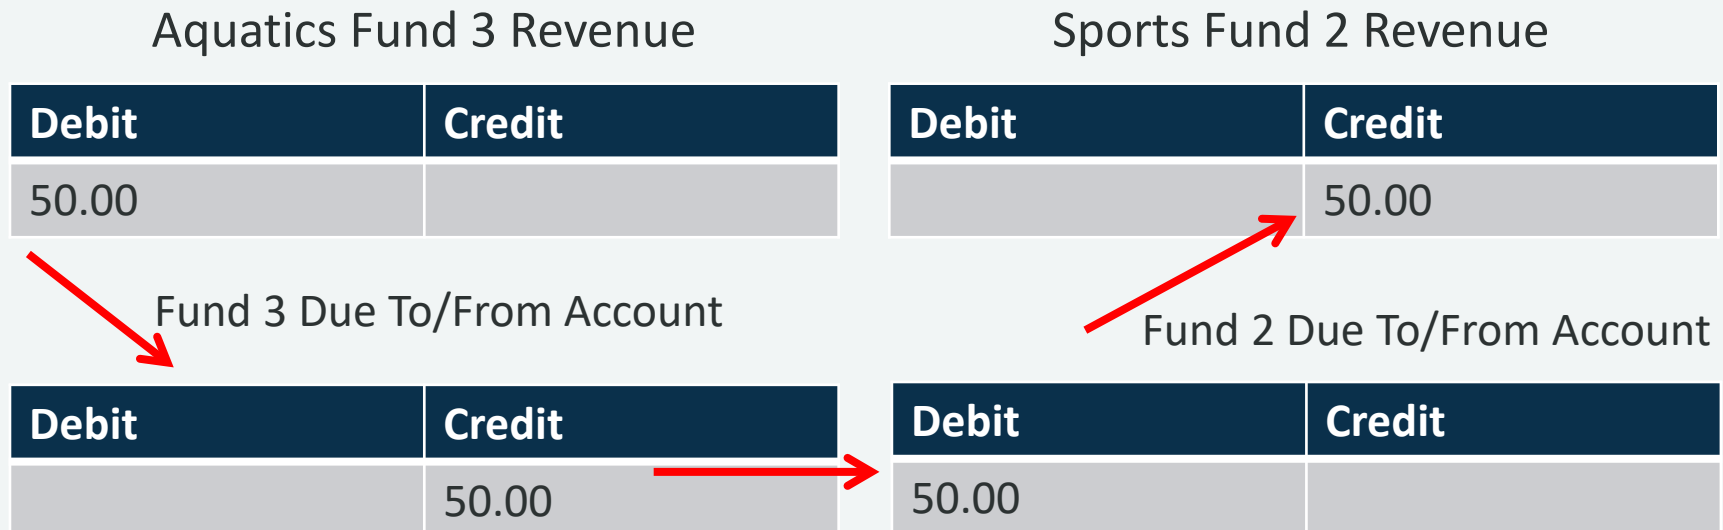 Aquatics Fund 3 Revenue
Debit Credit
50.00
Fund 3 Due To/From Account
Debit Credit
50.00
Sports Fund 2 Revenue
Debit Credit
50.00
Fund 2 Due To/From Account
Debit Credit
50.00